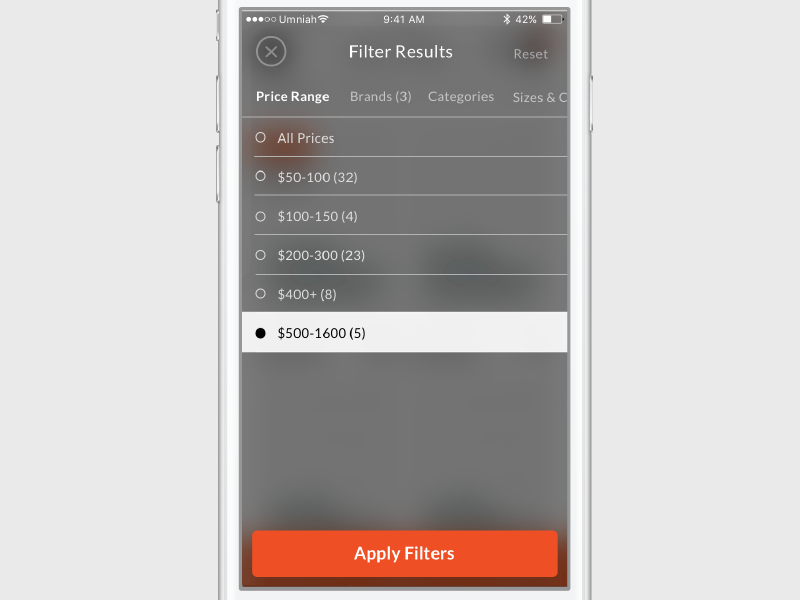 Umniah 9:41 AM 42%
Filter Results Reset
Price Range Brands (3) Categories Sizes & C
All Prices
$50-100 (32)
$100-150 (4)
$200-300 (23)
$400+ (8)
$500-1600 (5)
Apply Filters